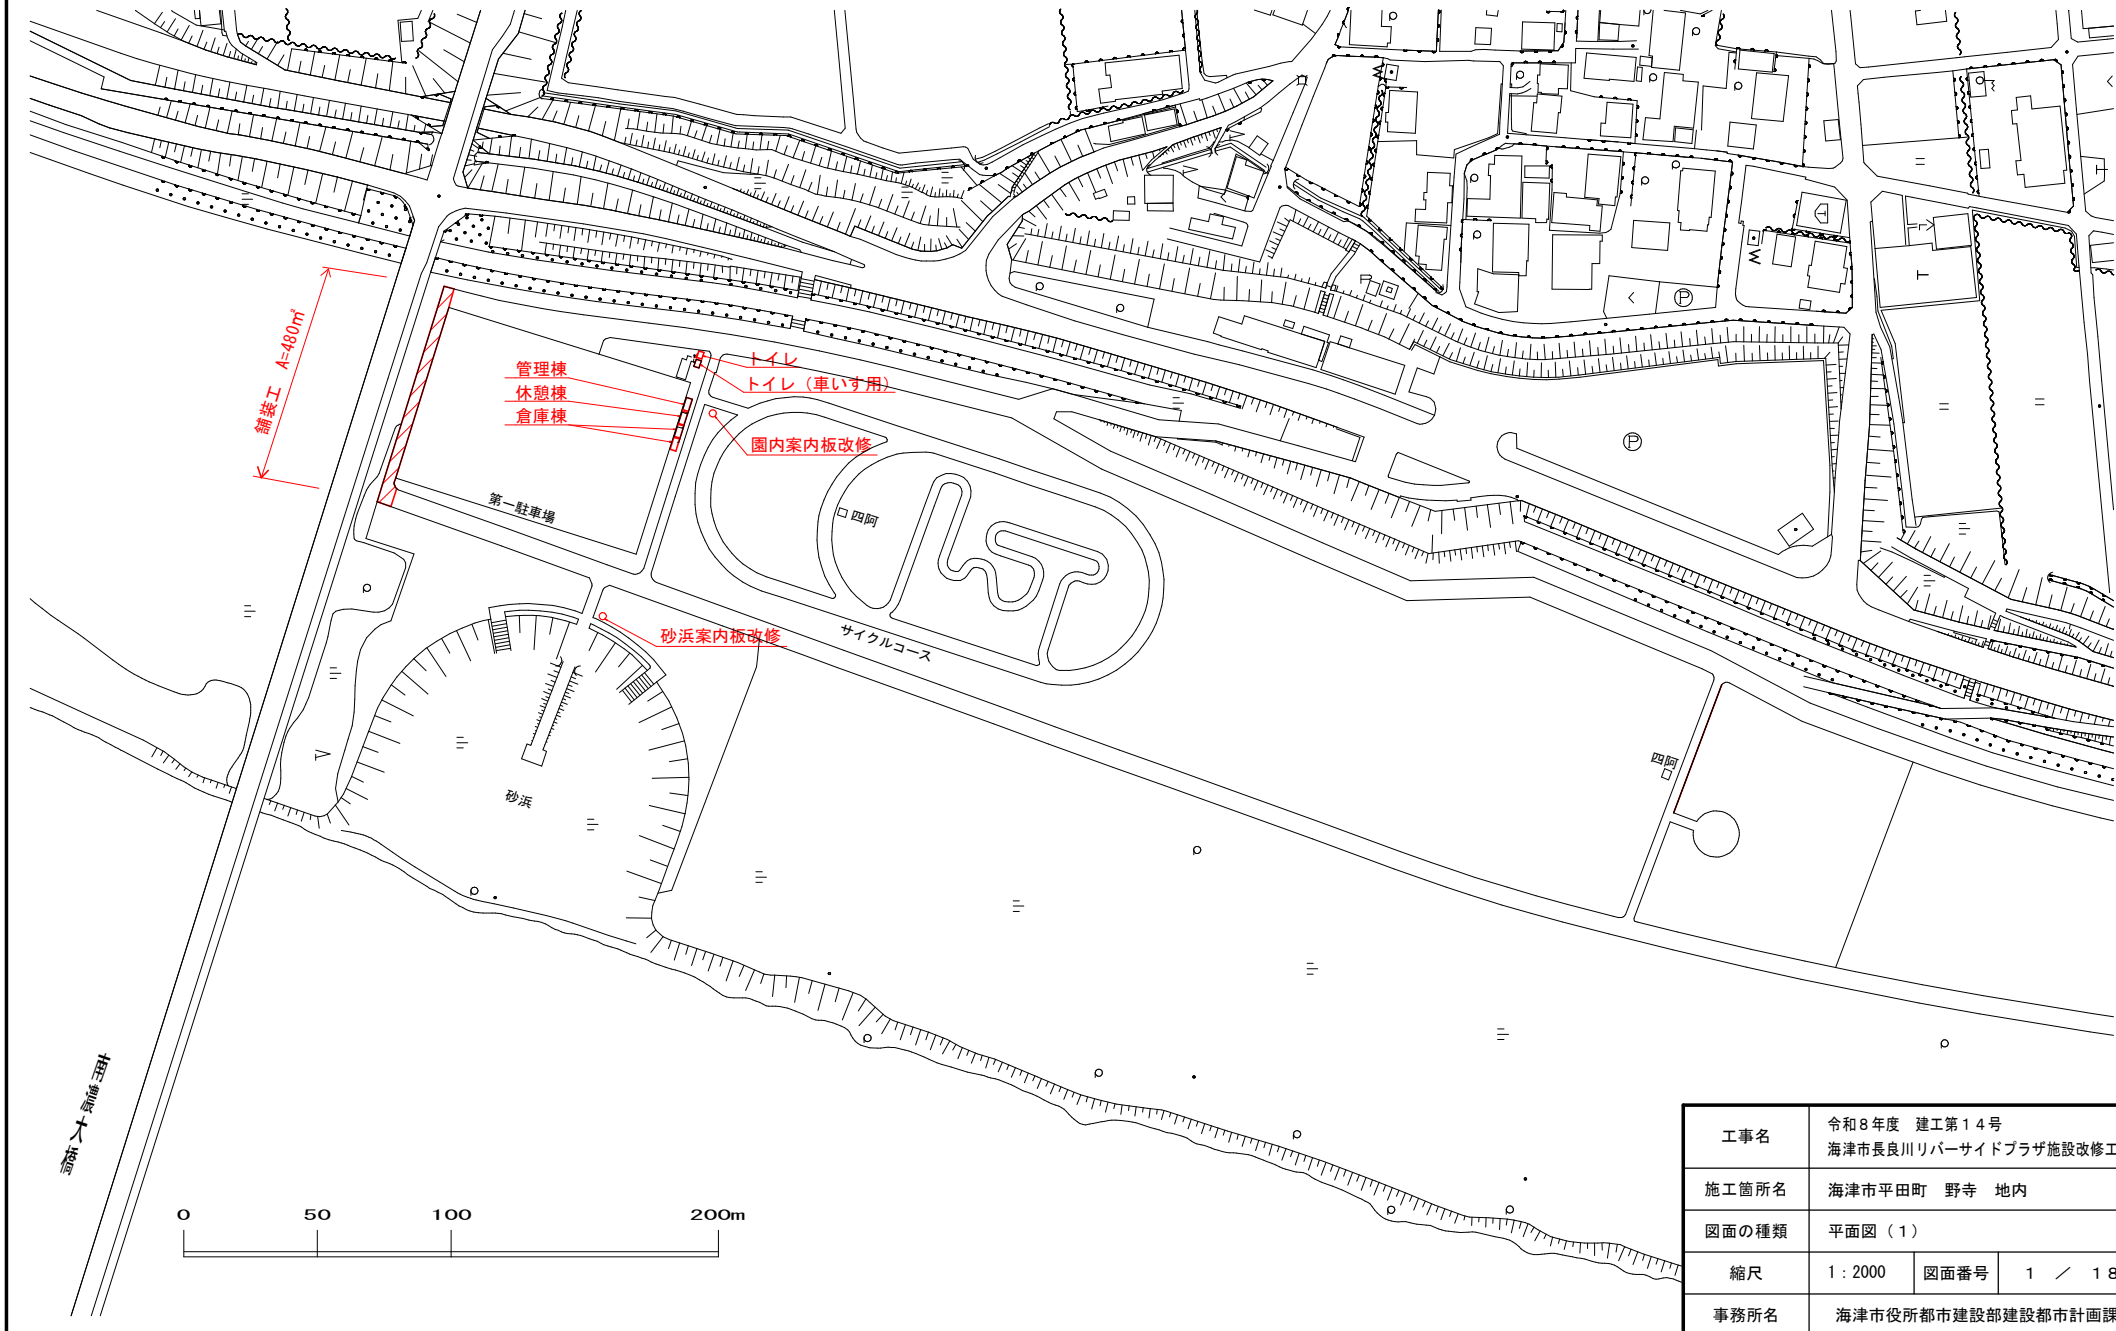 舗装工 A=480㎡
管理棟
休憩棟
倉庫棟
トイレ
トイレ（車いす用）
園内案内板改修
第一駐車場
四阿
サイクルコース
砂浜案内板改修
砂浜
四阿
Ⓟ
Ⓟ
W
W
大橋
0 50 100 200m
工事名 令和８年度 建工第１４号
海津市長良川リバーサイドプラザ施設改修工
施工箇所名 海津市平田町 野寺 地内
図面の種類 平面図（１）
縮尺 1：2000 図面番号 １ ／ １８
事務所名 海津市役所都市建設部建設都市計画課